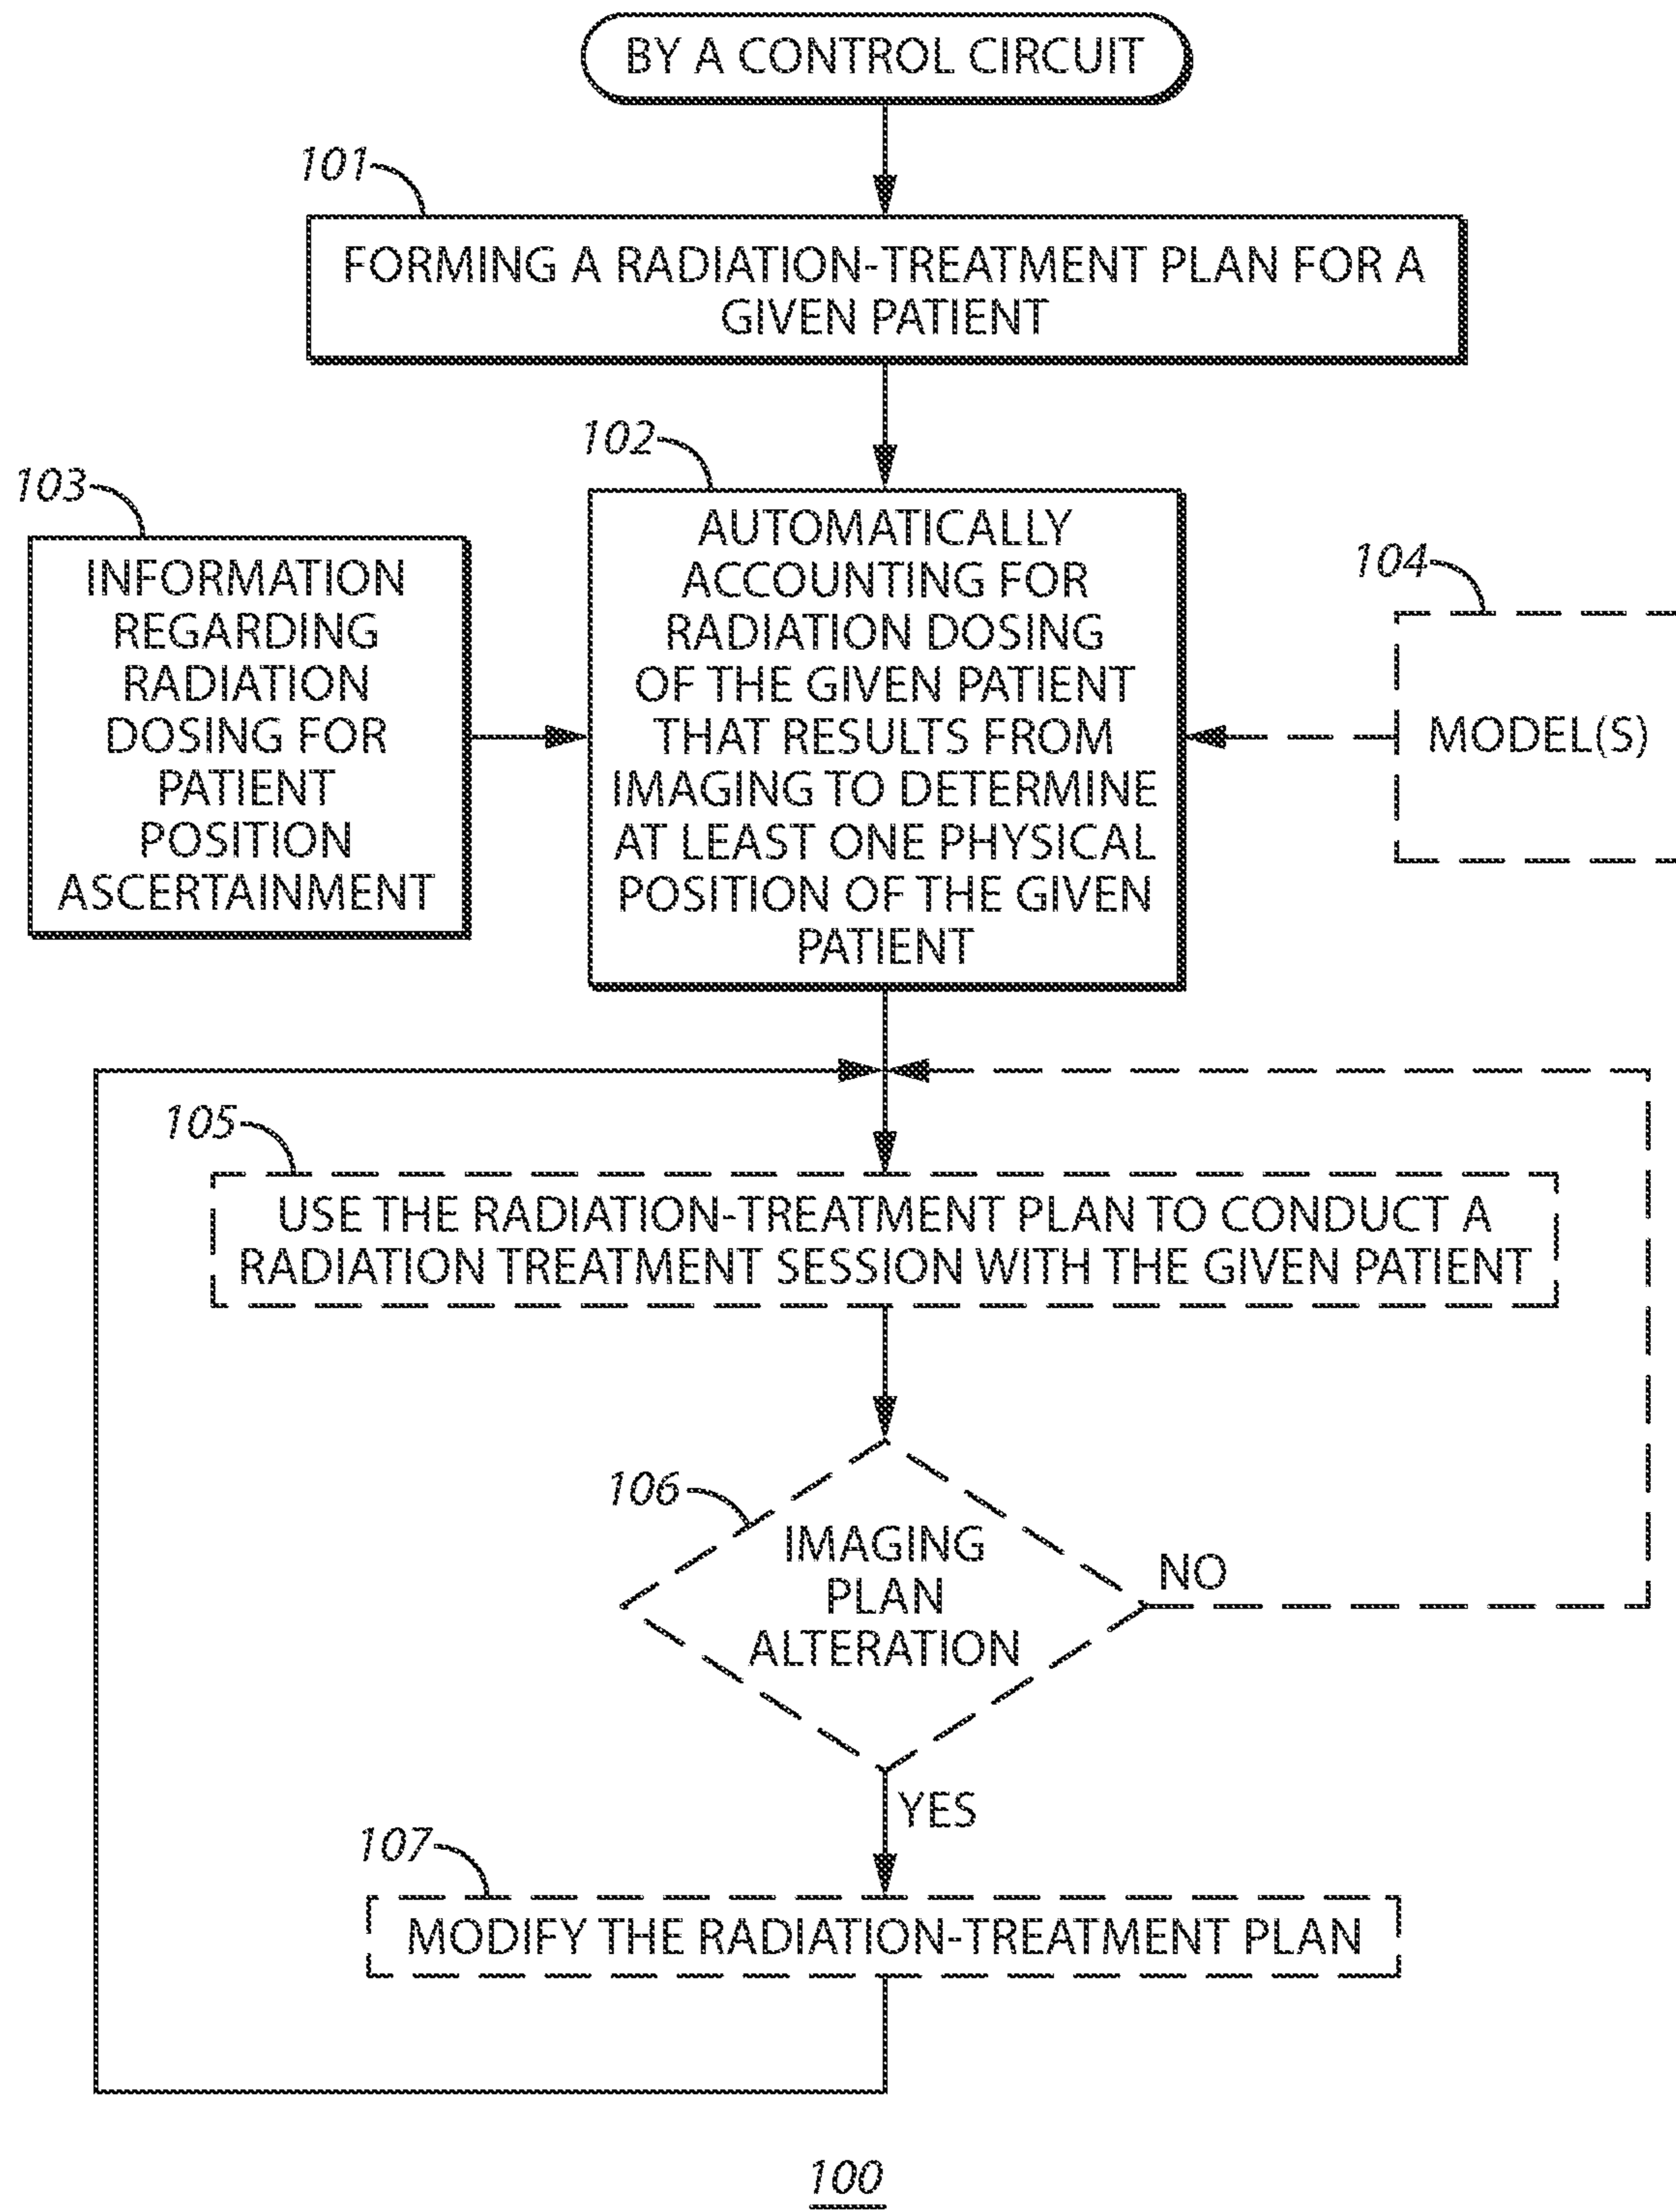 BY A CONTROL CIRCUIT
101
FORMING A RADIATION-TREATMENT PLAN FOR A
GIVEN PATIENT
102
103
INFORMATION
REGARDING
RADIATION
DOSING FOR
PATIENT
POSITION
ASCERTAINMENT
AUTOMATICALLY
ACCOUNTING FOR
RADIATION DOSING
OF THE GIVEN PATIENT
THAT RESULTS FROM
IMAGING TO DETERMINE
AT LEAST ONE PHYSICAL
POSITION OF THE GIVEN
PATIENT
104
MODEL(S)
105
USE THE RADIATION-TREATMENT PLAN TO CONDUCT A
RADIATION TREATMENT SESSION WITH THE GIVEN PATIENT
106
IMAGING
PLAN
ALTERATION
NO
YES
107
MODIFY THE RADIATION-TREATMENT PLAN
100